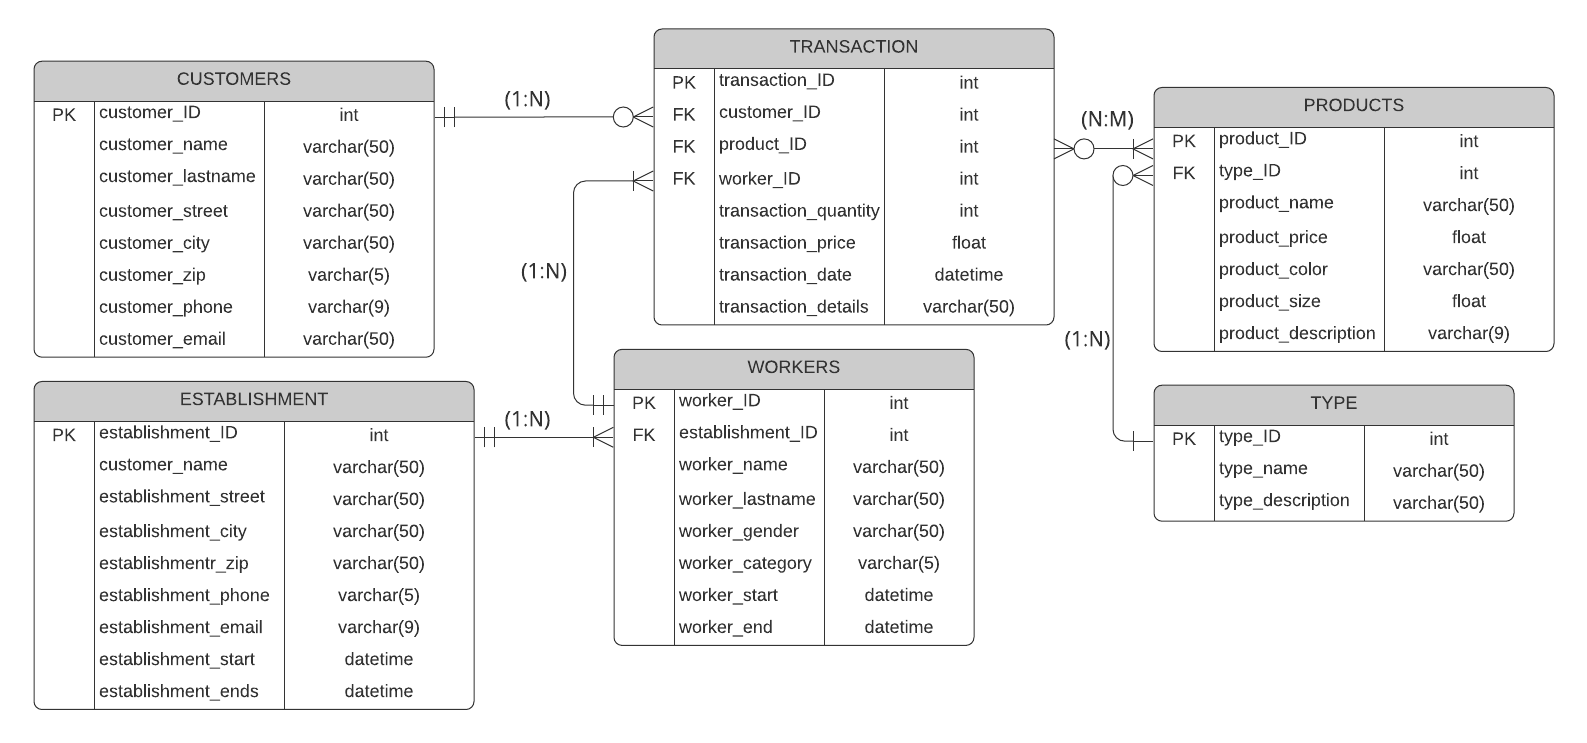 CUSTOMERS
PK customer_ID int
customer_name varchar(50)
customer_lastname varchar(50)
customer_street varchar(50)
customer_city varchar(50)
customer_zip varchar(5)
customer_phone varchar(9)
customer_email varchar(50)
(1:N)
TRANSACTION
PK transaction_ID int
FK customer_ID int
FK product_ID int
FK worker_ID int
transaction_quantity int
transaction_price float
transaction_date datetime
transaction_details varchar(50)
(N:M)
PRODUCTS
PK product_ID int
FK type_ID int
product_name varchar(50)
product_price float
product_color varchar(50)
product_size float
product_description varchar(9)
(1:N)
(1:N)
ESTABLISHMENT
PK establishment_ID int
customer_name varchar(50)
establishment_street varchar(50)
establishment_city varchar(50)
establishmentr_zip varchar(50)
establishment_phone varchar(5)
establishment_email varchar(9)
establishment_start datetime
establishment_ends datetime
(1:N)
WORKERS
PK worker_ID int
FK establishment_ID int
worker_name varchar(50)
worker_lastname varchar(50)
worker_gender varchar(50)
worker_category varchar(5)
worker_start datetime
worker_end datetime
TYPE
PK type_ID int
type_name varchar(50)
type_description varchar(50)